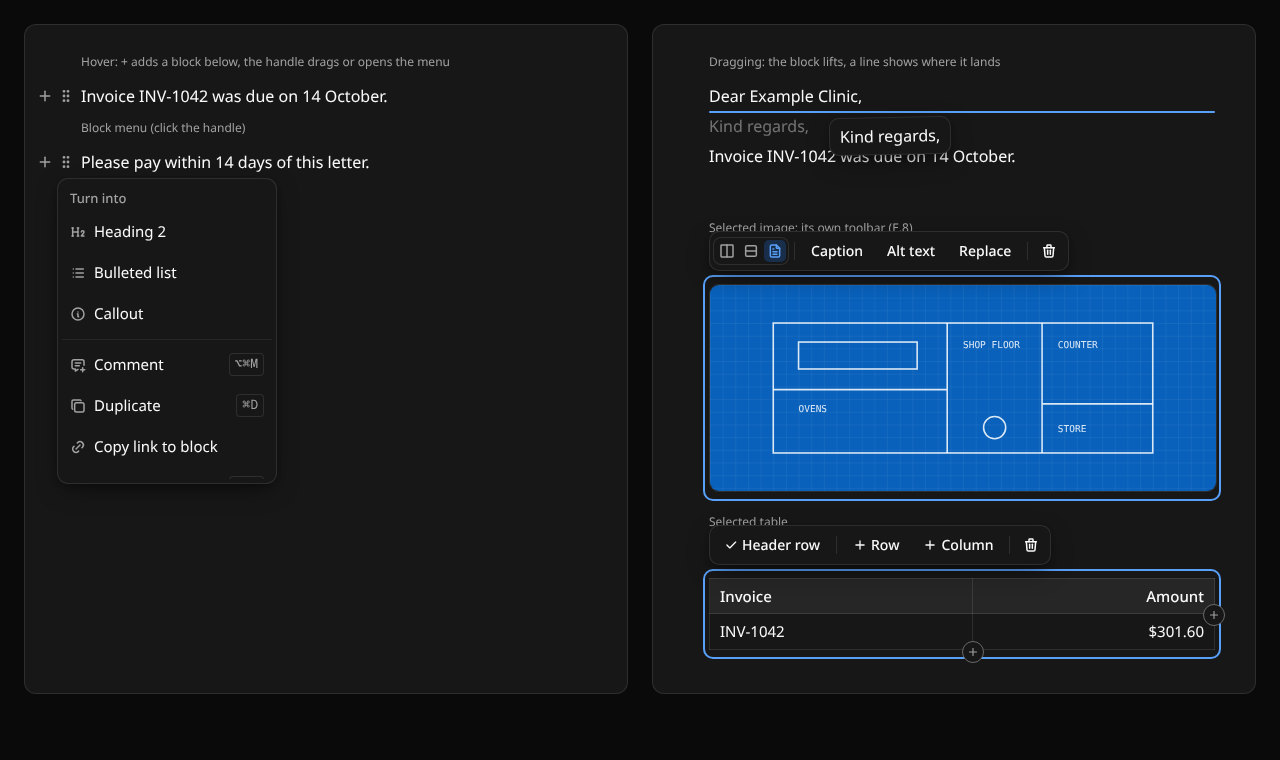 Hover: + adds a block below, the handle drags or opens the menu
Invoice INV-1042 was due on 14 October.
Block menu (click the handle)
Please pay within 14 days of this letter.
Turn into
Heading 2
Bulleted list
Callout
Comment ⌥⌘M
Duplicate ⌘D
Copy link to block
Dragging: the block lifts, a line shows where it lands
Dear Example Clinic,
Kind regards,
Kind regards,
Invoice INV-1042 was due on 14 October.
Selected image: its own toolbar (F.8)
Caption Alt text Replace
SHOP FLOOR COUNTER
OVENS
STORE
Selected table
Header row + Row + Column
Invoice Amount
INV-1042 $301.60